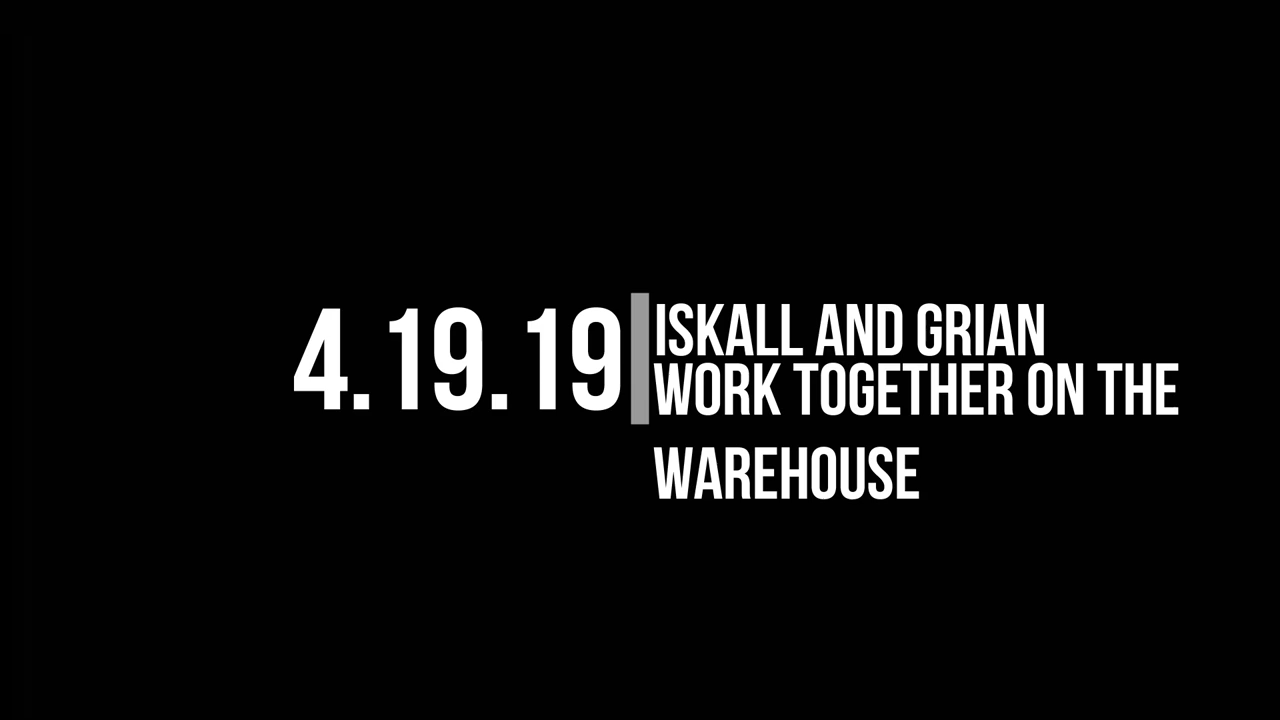 4.19.19
ISKALL AND GRIAN
WORK TOGETHER ON THE
WAREHOUSE